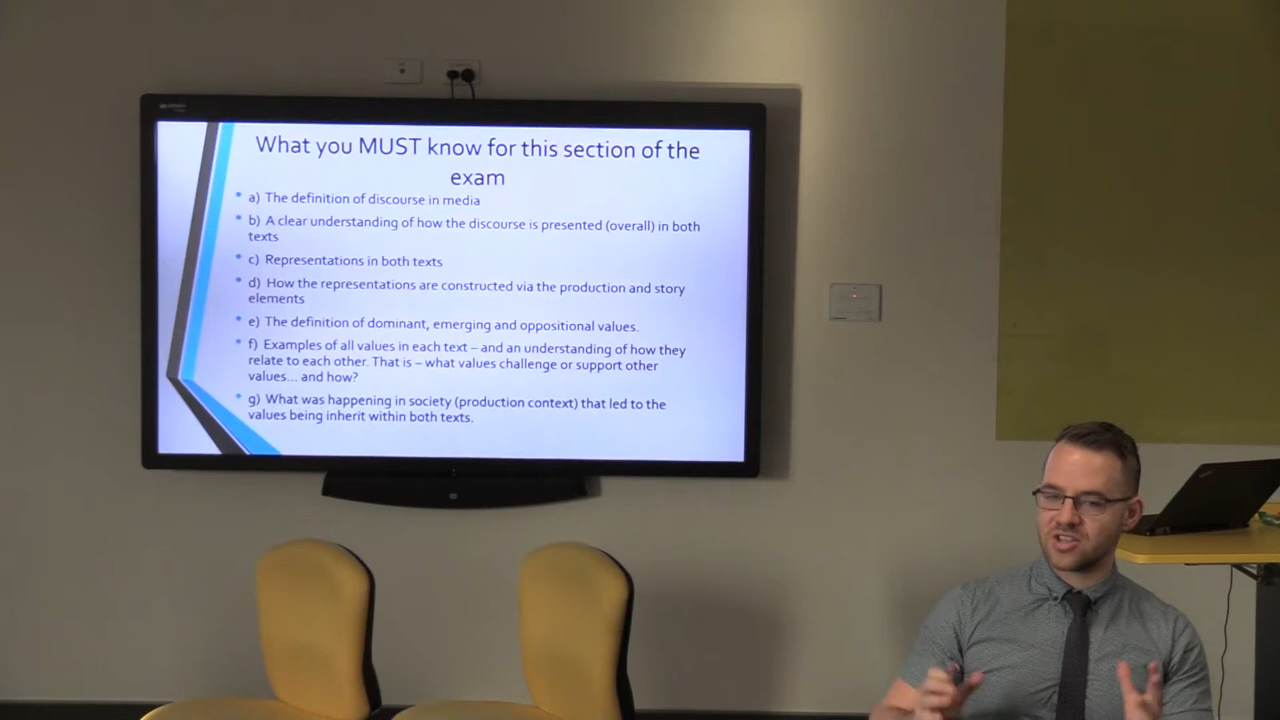 What you MUST know for this section of the
exam
• a) The definition of discourse in media
• b) A clear understanding of how the discourse is presented (overall) in both
texts
• c) Representations in both texts
• d) How the representations are constructed via the production and story
elements
• e) The definition of dominant, emerging and oppositional values.
• f) Examples of all values in each text – and an understanding of how they
relate to each other. That is – what values challenge or support other
values... and how?
• g) What was happening in society (production context) that led to the
values being inherit within both texts.